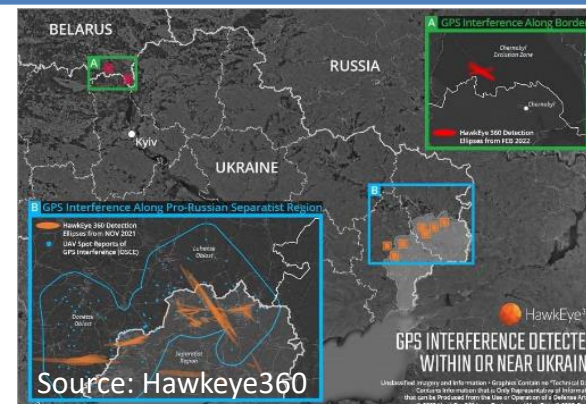 BELARUS
RUSSIA
Kyiv
UKRAINE
A
B
A GPS Interference Along Border
Chernobyl
Exclusion Zone
Chernobyl
HawkEye 360 Detection
Ellipses from FEB 2022
B GPS Interference Along Pro-Russian Separatist Region
HawkEye 360 Detection
Ellipses from NOV 2021
UAV Spot Reports of
GPS Interference (OSCE)
Luhansk
Oblast
Donetsk
Oblast
Separatist
Region
Source: Hawkeye360
HawkEye
GPS INTERFERENCE DETECTE
WITHIN OR NEAR UKRAIN